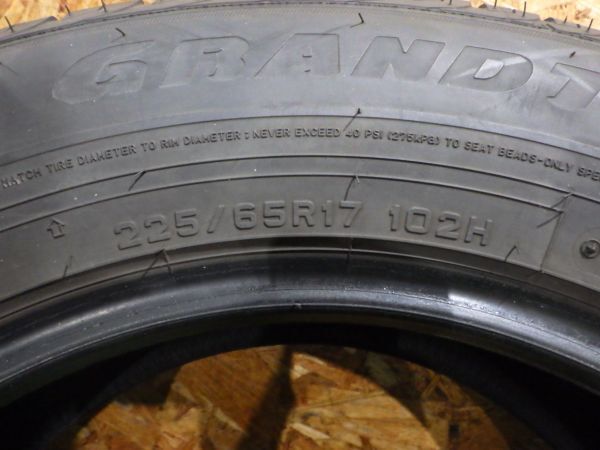 GRANDT
MATCH TIRE DIAMETER TO RIM DIAMETER : NEVER EXCEED 40 PSI (275kPa) TO SEAT BEADS-ONLY SPE
225/65R17 102H